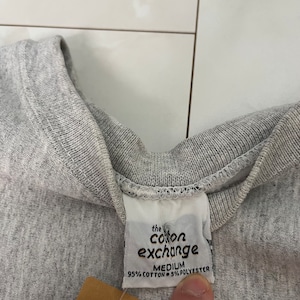 the
cotton
exchange
MEDIUM
95% COTTON • 5% POLYESTER